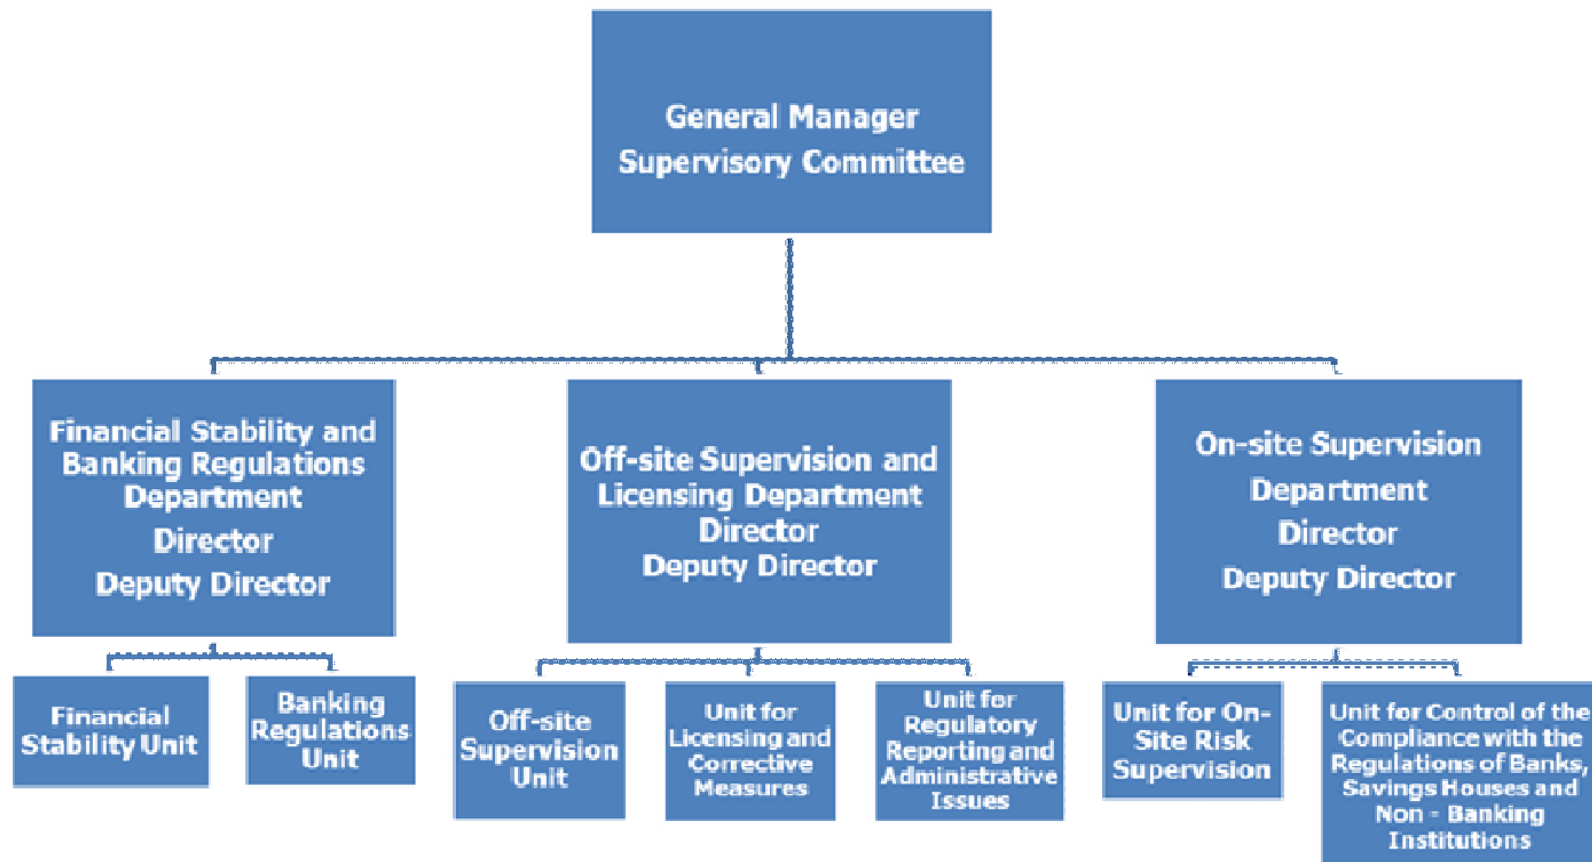 General Manager
Supervisory Committee
Financial Stability and
Banking Regulations
Department
Director
Deputy Director
Off-site Supervision and
Licensing Department
Director
Deputy Director
On-site Supervision
Department
Director
Deputy Director
Financial
Stability Unit
Banking
Regulations
Unit
Off-site
Supervision
Unit
Unit for
Licensing and
Corrective
Measures
Unit for
Regulatory
Reporting and
Administrative
Issues
Unit for On-
Site Risk
Supervision
Unit for Control of the
Compliance with the
Regulations of Banks,
Savings Houses and
Non - Banking
Institutions